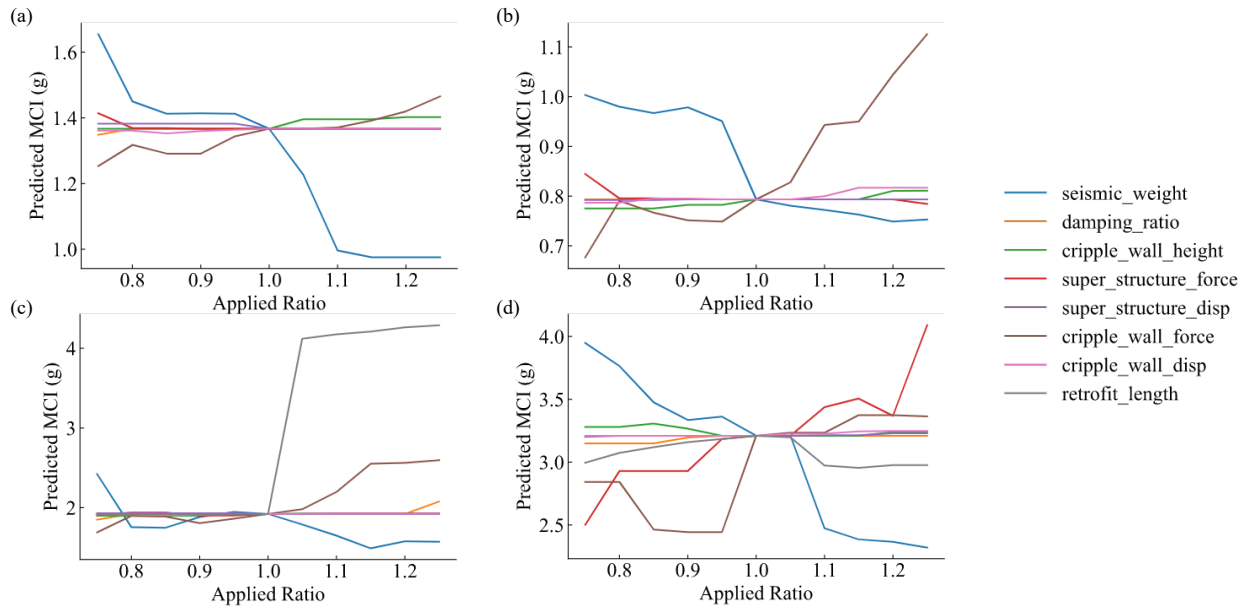 (a)
Predicted MCI (g)
1.6
1.4
1.2
1.0
0.8 0.9 1.0 1.1 1.2
Applied Ratio
(b)
Predicted MCI (g)
1.1
1.0
0.9
0.8
0.7
0.8 0.9 1.0 1.1 1.2
Applied Ratio
(c)
Predicted MCI (g)
4
3
2
0.8 0.9 1.0 1.1 1.2
Applied Ratio
(d)
Predicted MCI (g)
4.0
3.5
3.0
2.5
0.8 0.9 1.0 1.1 1.2
Applied Ratio
seismic_weight
damping_ratio
cripple_wall_height
super_structure_force
super_structure_disp
cripple_wall_force
cripple_wall_disp
retrofit_length